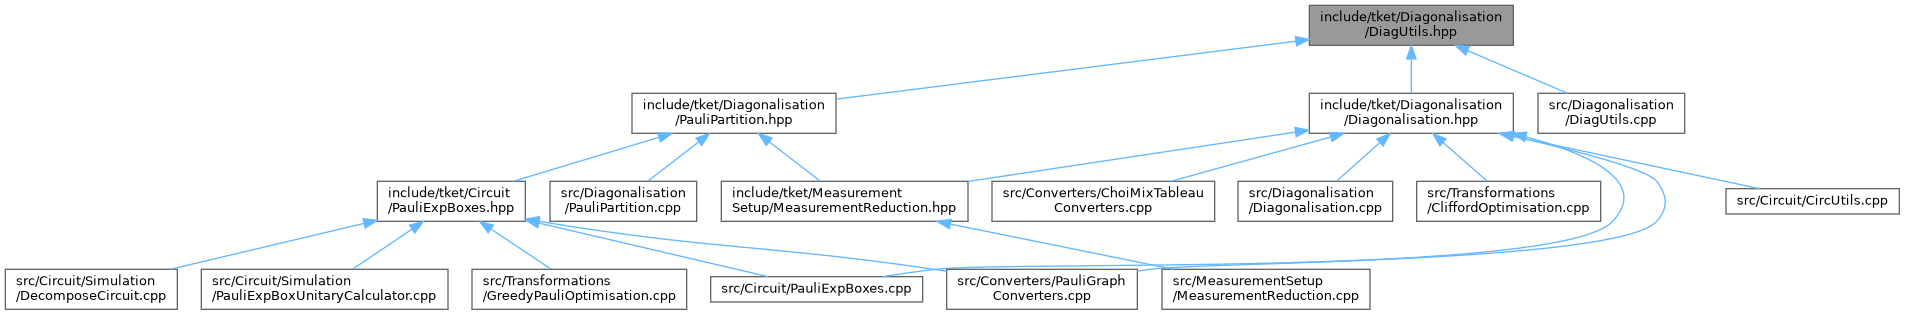 include/tket/Diagonalisation
/DiagUtils.hpp
include/tket/Diagonalisation
/PauliPartition.hpp
include/tket/Diagonalisation
/Diagonalisation.hpp
src/Diagonalisation
/DiagUtils.cpp
include/tket/Circuit
/PauliExpBoxes.hpp
src/Diagonalisation
/PauliPartition.cpp
include/tket/Measurement
Setup/MeasurementReduction.hpp
src/Converters/ChoiMixTableau
Converters.cpp
src/Diagonalisation
/Diagonalisation.cpp
src/Transformations
/CliffordOptimisation.cpp
src/Circuit/CircUtils.cpp
src/Circuit/Simulation
/DecomposeCircuit.cpp
src/Circuit/Simulation
/PauliExpBoxUnitaryCalculator.cpp
src/Transformations
/GreedyPauliOptimisation.cpp
src/Circuit/PauliExpBoxes.cpp
src/Converters/PauliGraph
Converters.cpp
src/MeasurementSetup
/MeasurementReduction.cpp